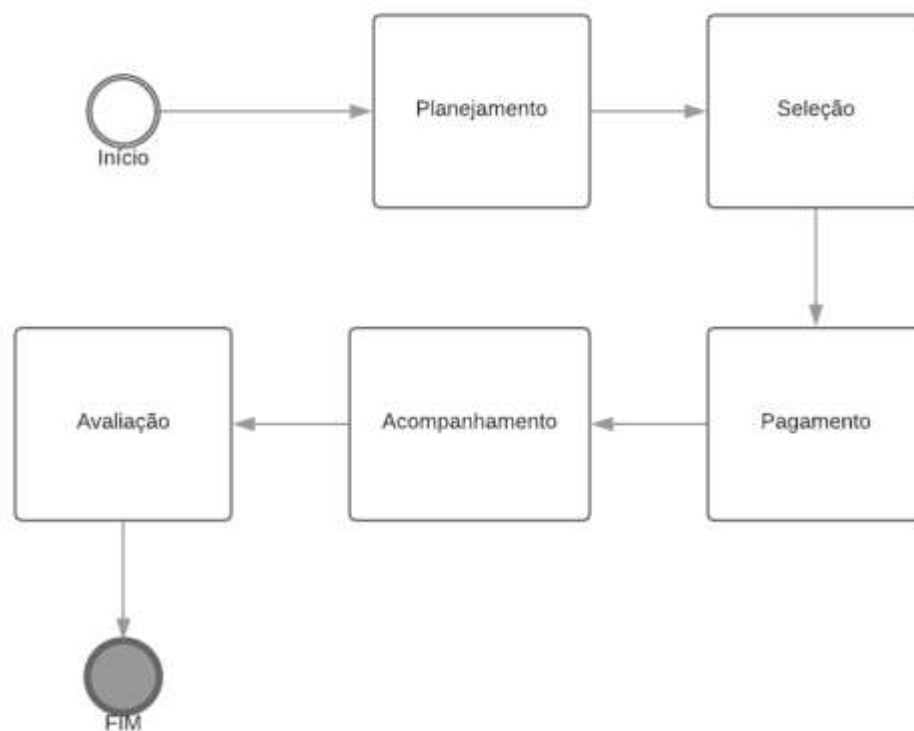 Início
Planejamento
Seleção
Pagamento
Acompanhamento
Avaliação
FIM